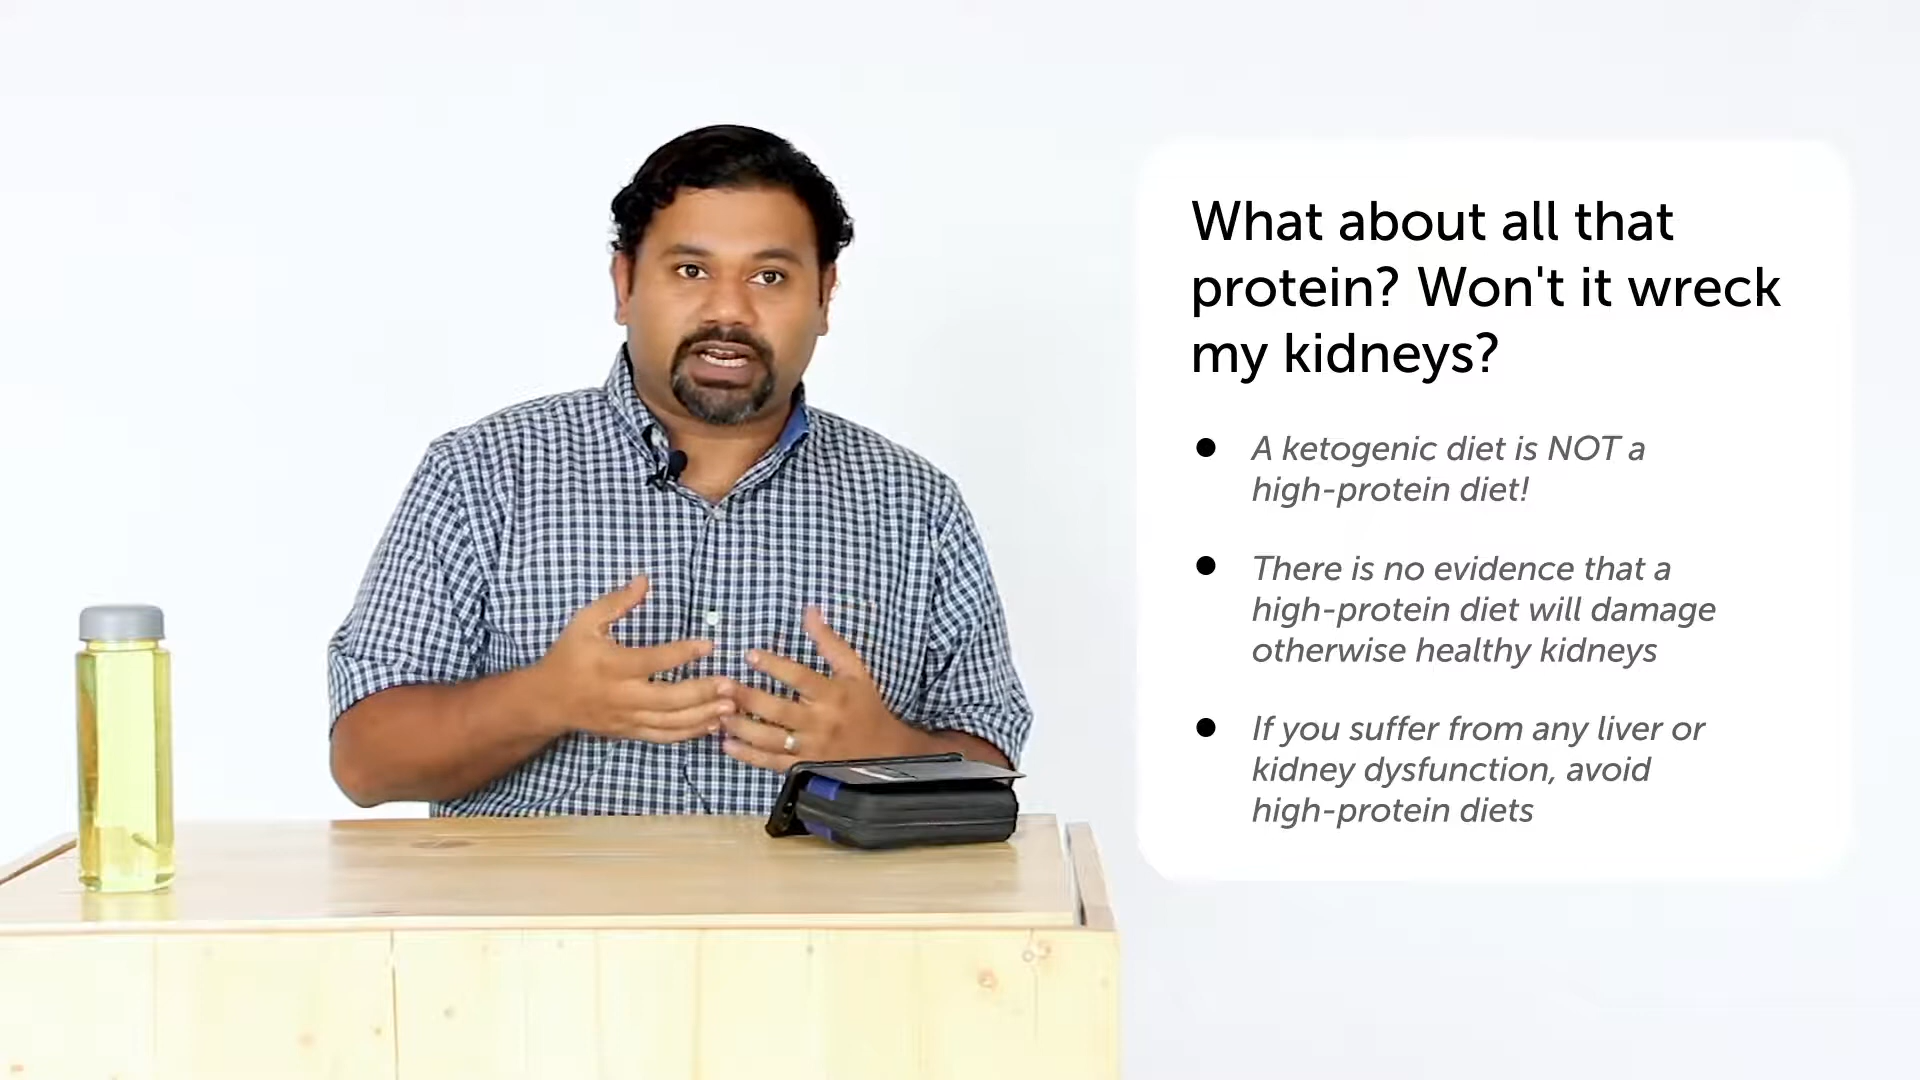 What about all that
protein? Won't it wreck
my kidneys?
● A ketogenic diet is NOT a
high-protein diet!
● There is no evidence that a
high-protein diet will damage
otherwise healthy kidneys
● If you suffer from any liver or
kidney dysfunction, avoid
high-protein diets